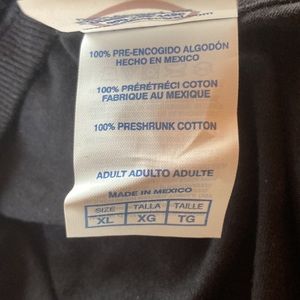 100% PRE-ENCOGIDO ALGODÓN
HECHO EN MEXICO
100% PRÉRÉTRÉCI COTON
FABRIQUE AU MEXIQUE
100% PRESHRUNK COTTON
ADULT ADULTO ADULTE
MADE IN MEXICO
SIZE TALLA TAILLE
XL XG TG